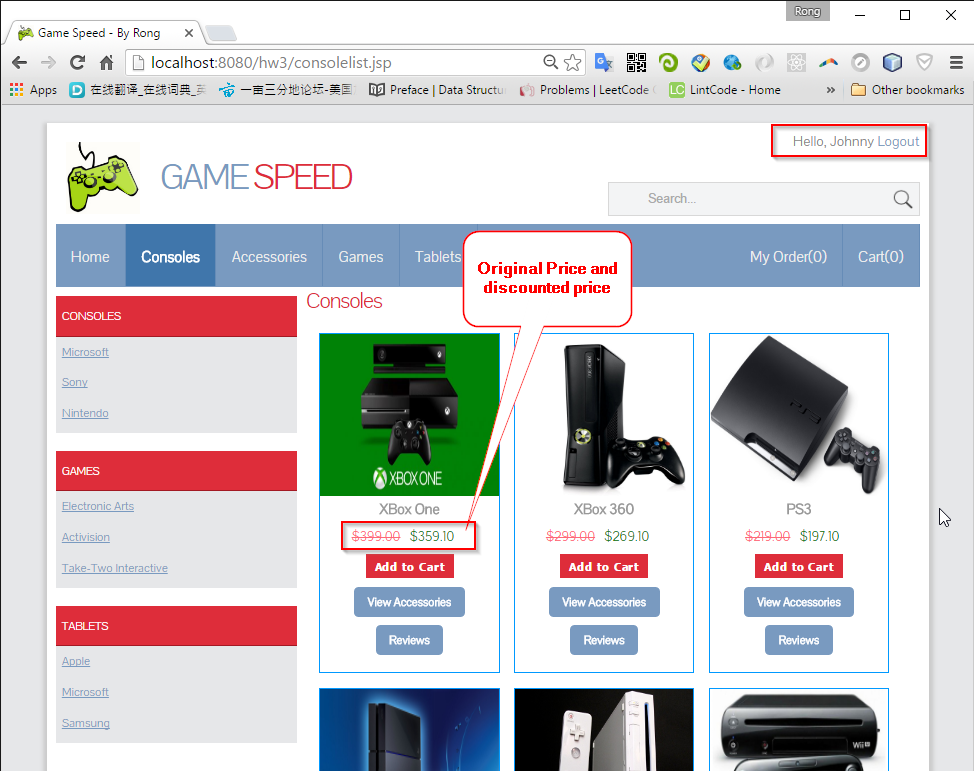 Rong
Game Speed - By Rong
localhost:8080/hw3/consolelist.jsp
Apps 在线翻译_在线词典_英 一亩三分地论坛-美国 Preface | Data Structu Problems | LeetCode LC LintCode - Home » Other bookmarks
Hello, Johnny Logout
GAME SPEED
Search...
Home Consoles Accessories Games Tablets My Order(0) Cart(0)
Original Price and
discounted price
CONSOLES
Microsoft
Sony
Nintendo
GAMES
Electronic Arts
Activision
Take-Two Interactive
TABLETS
Apple
Microsoft
Samsung
Consoles
XBOX ONE
XBox One
$399.00 $359.10
Add to Cart
View Accessories
Reviews
XBox 360
$299.00 $269.10
Add to Cart
View Accessories
Reviews
PS3
$219.00 $197.10
Add to Cart
View Accessories
Reviews
Wii